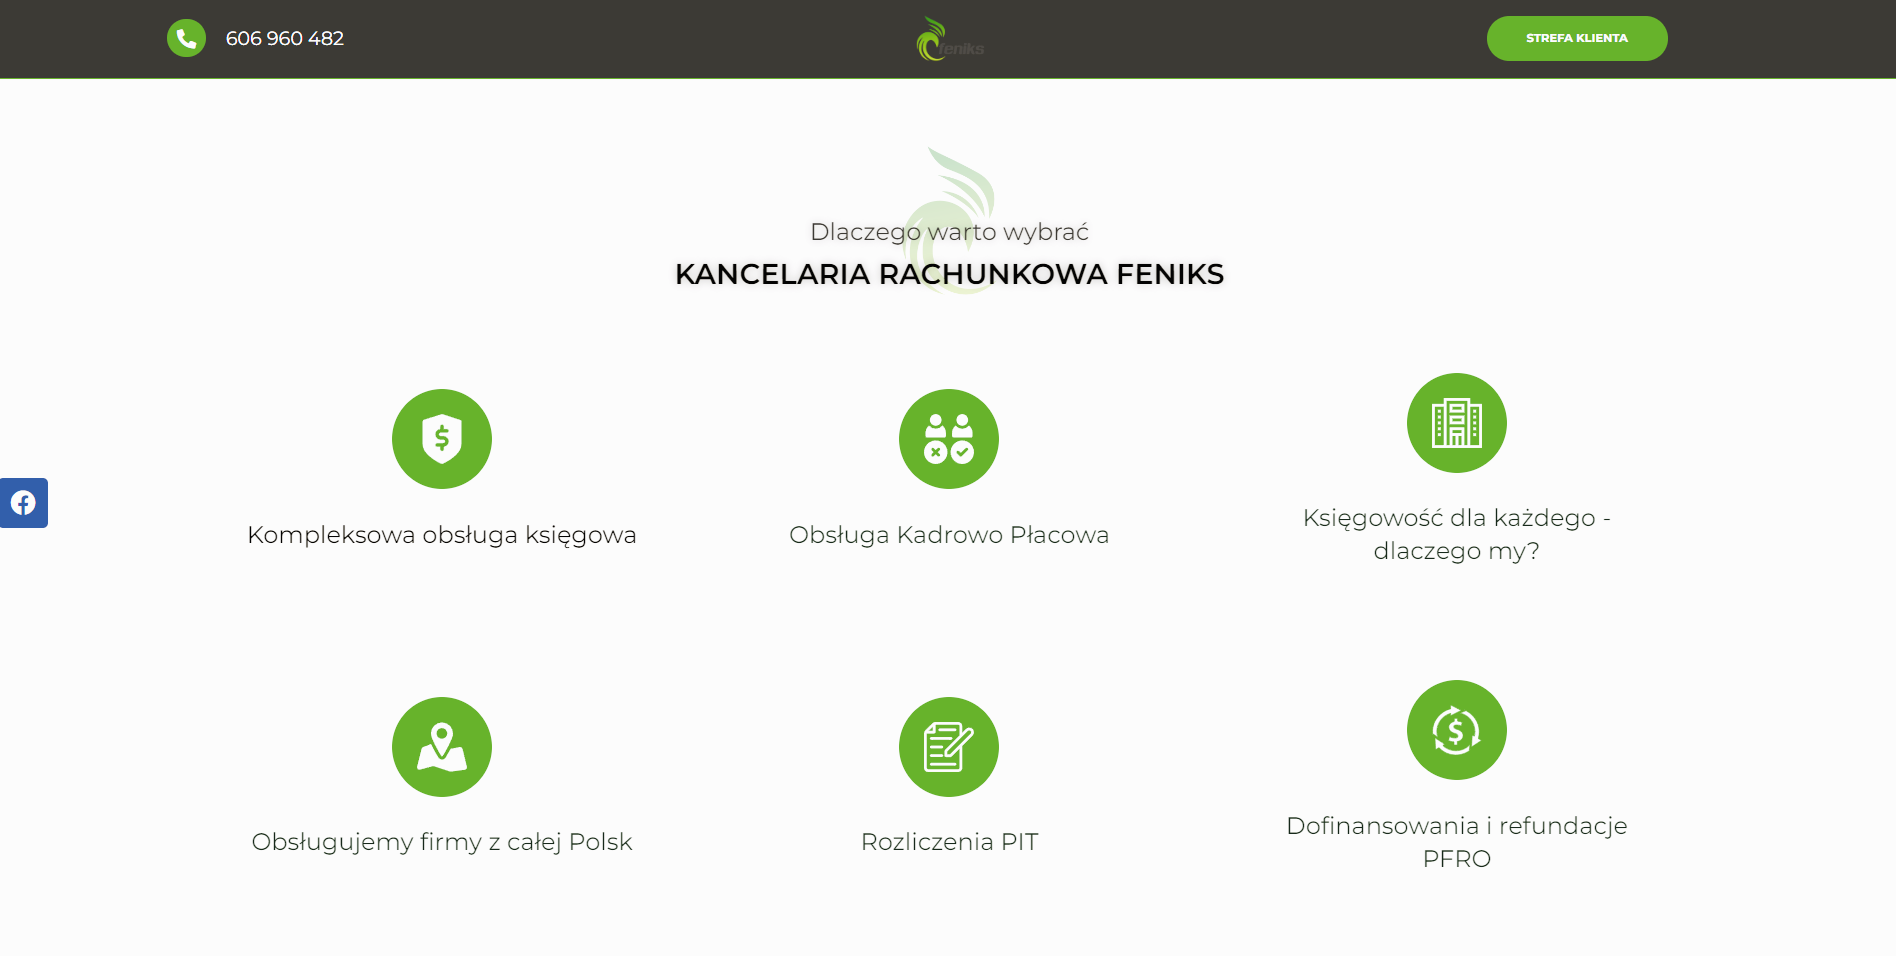 606 960 482
feniks
STREFA KLIENTA
Dlaczego warto wybrać
KANCELARIA RACHUNKOWA FENIKS
Kompleksowa obsługa księgowa
Obsługa Kadrowo Płacowa
Księgowość dla każdego -
dlaczego my?
Obsługujemy firmy z całej Polsk
Rozliczenia PIT
Dofinansowania i refundacje
PFRO